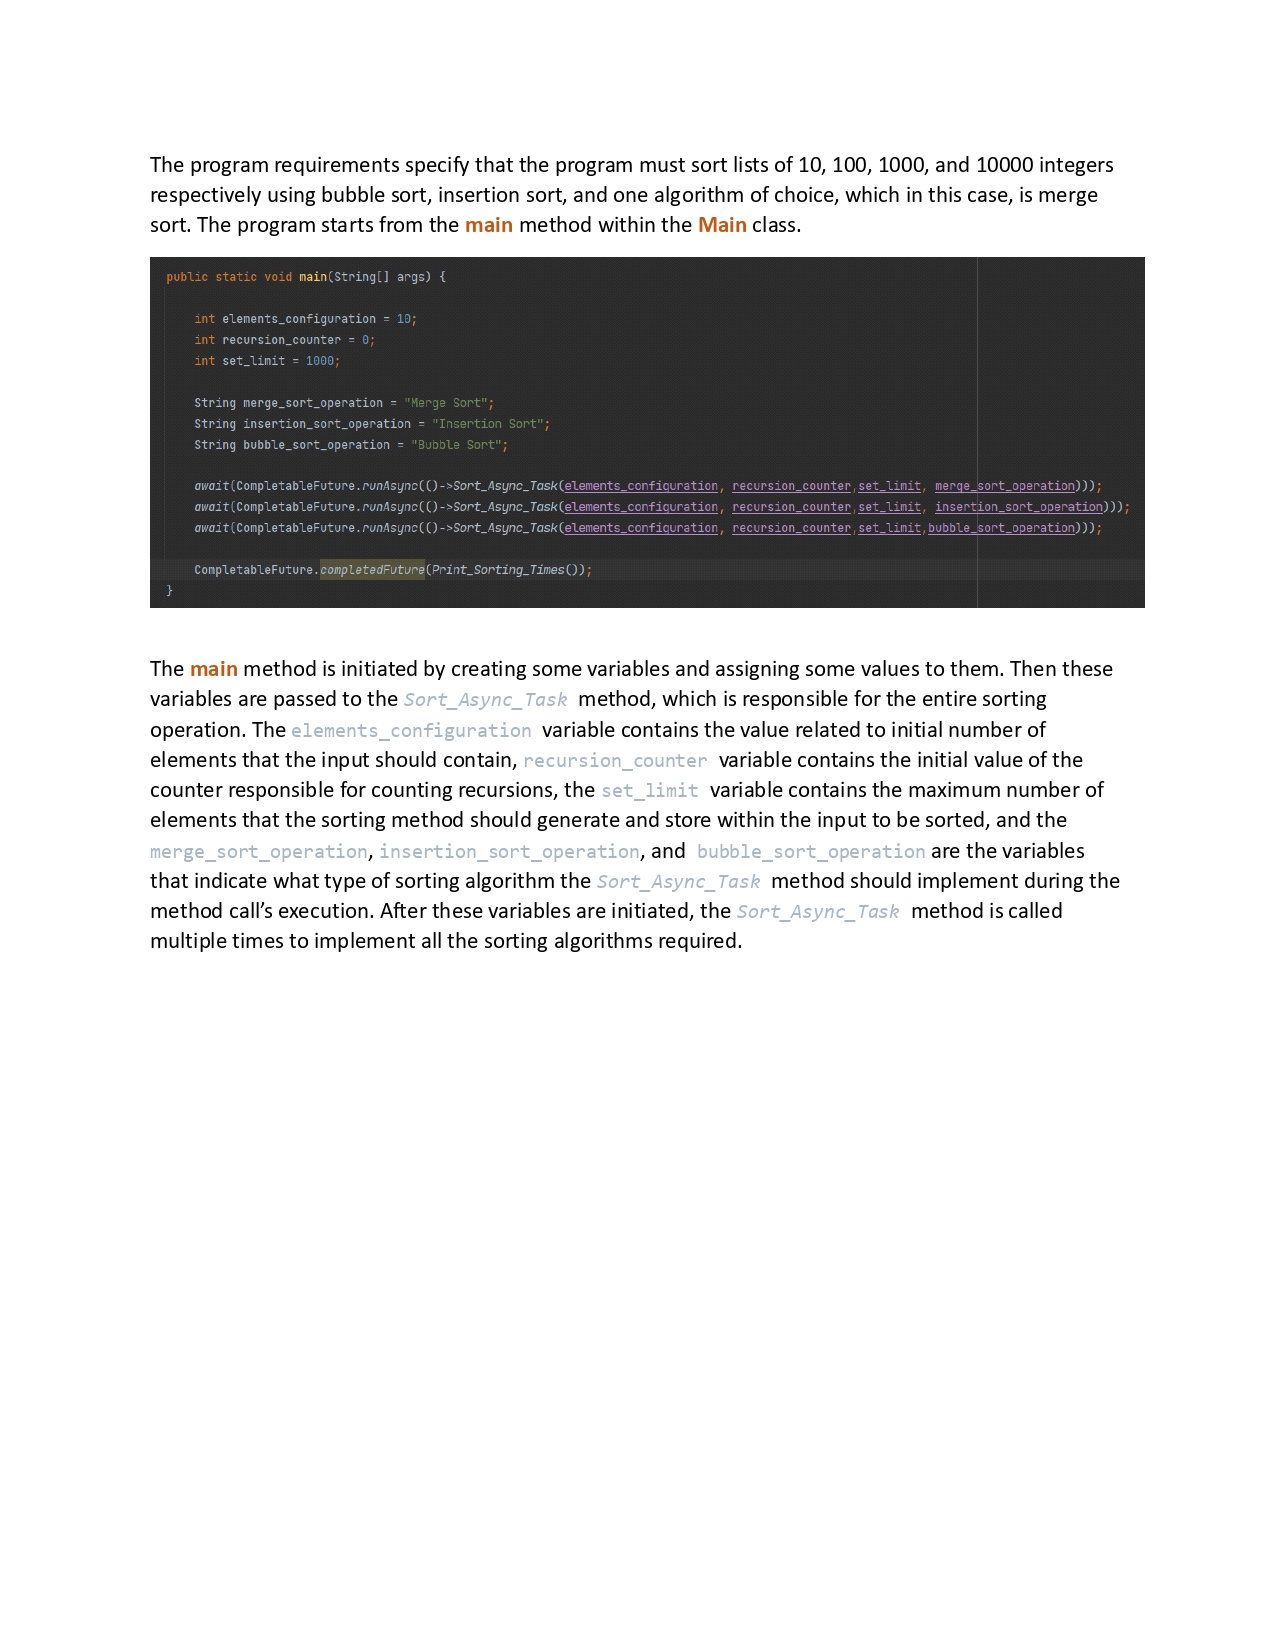 The program requirements specify that the program must sort lists of 10, 100, 1000, and 10000 integers
respectively using bubble sort, insertion sort, and one algorithm of choice, which in this case, is merge
sort. The program starts from the main method within the Main class.
public static void main(String[] args) {
int elements_configuration = 10;
int recursion_counter = 0;
int set_limit = 1000;
String merge_sort_operation = "Merge Sort";
String insertion_sort_operation = "Insertion Sort";
String bubble_sort_operation = "Bubble Sort";
await(CompletableFuture.runAsync(()->Sort_Async_Task(elements_configuration, recursion_counter,set_limit, merge_sort_operation)));
await(CompletableFuture.runAsync(()->Sort_Async_Task(elements_configuration, recursion_counter,set_limit, insertion_sort_operation)));
await(CompletableFuture.runAsync(()->Sort_Async_Task(elements_configuration, recursion_counter,set_limit,bubble_sort_operation)));
CompletableFuture.completedFuture(Print_Sorting_Times());
}
The main method is initiated by creating some variables and assigning some values to them. Then these
variables are passed to the Sort_Async_Task method, which is responsible for the entire sorting
operation. The elements_configuration variable contains the value related to initial number of
elements that the input should contain, recursion_counter variable contains the initial value of the
counter responsible for counting recursions, the set_limit variable contains the maximum number of
elements that the sorting method should generate and store within the input to be sorted, and the
merge_sort_operation, insertion_sort_operation, and bubble_sort_operation are the variables
that indicate what type of sorting algorithm the Sort_Async_Task method should implement during the
method call’s execution. After these variables are initiated, the Sort_Async_Task method is called
multiple times to implement all the sorting algorithms required.